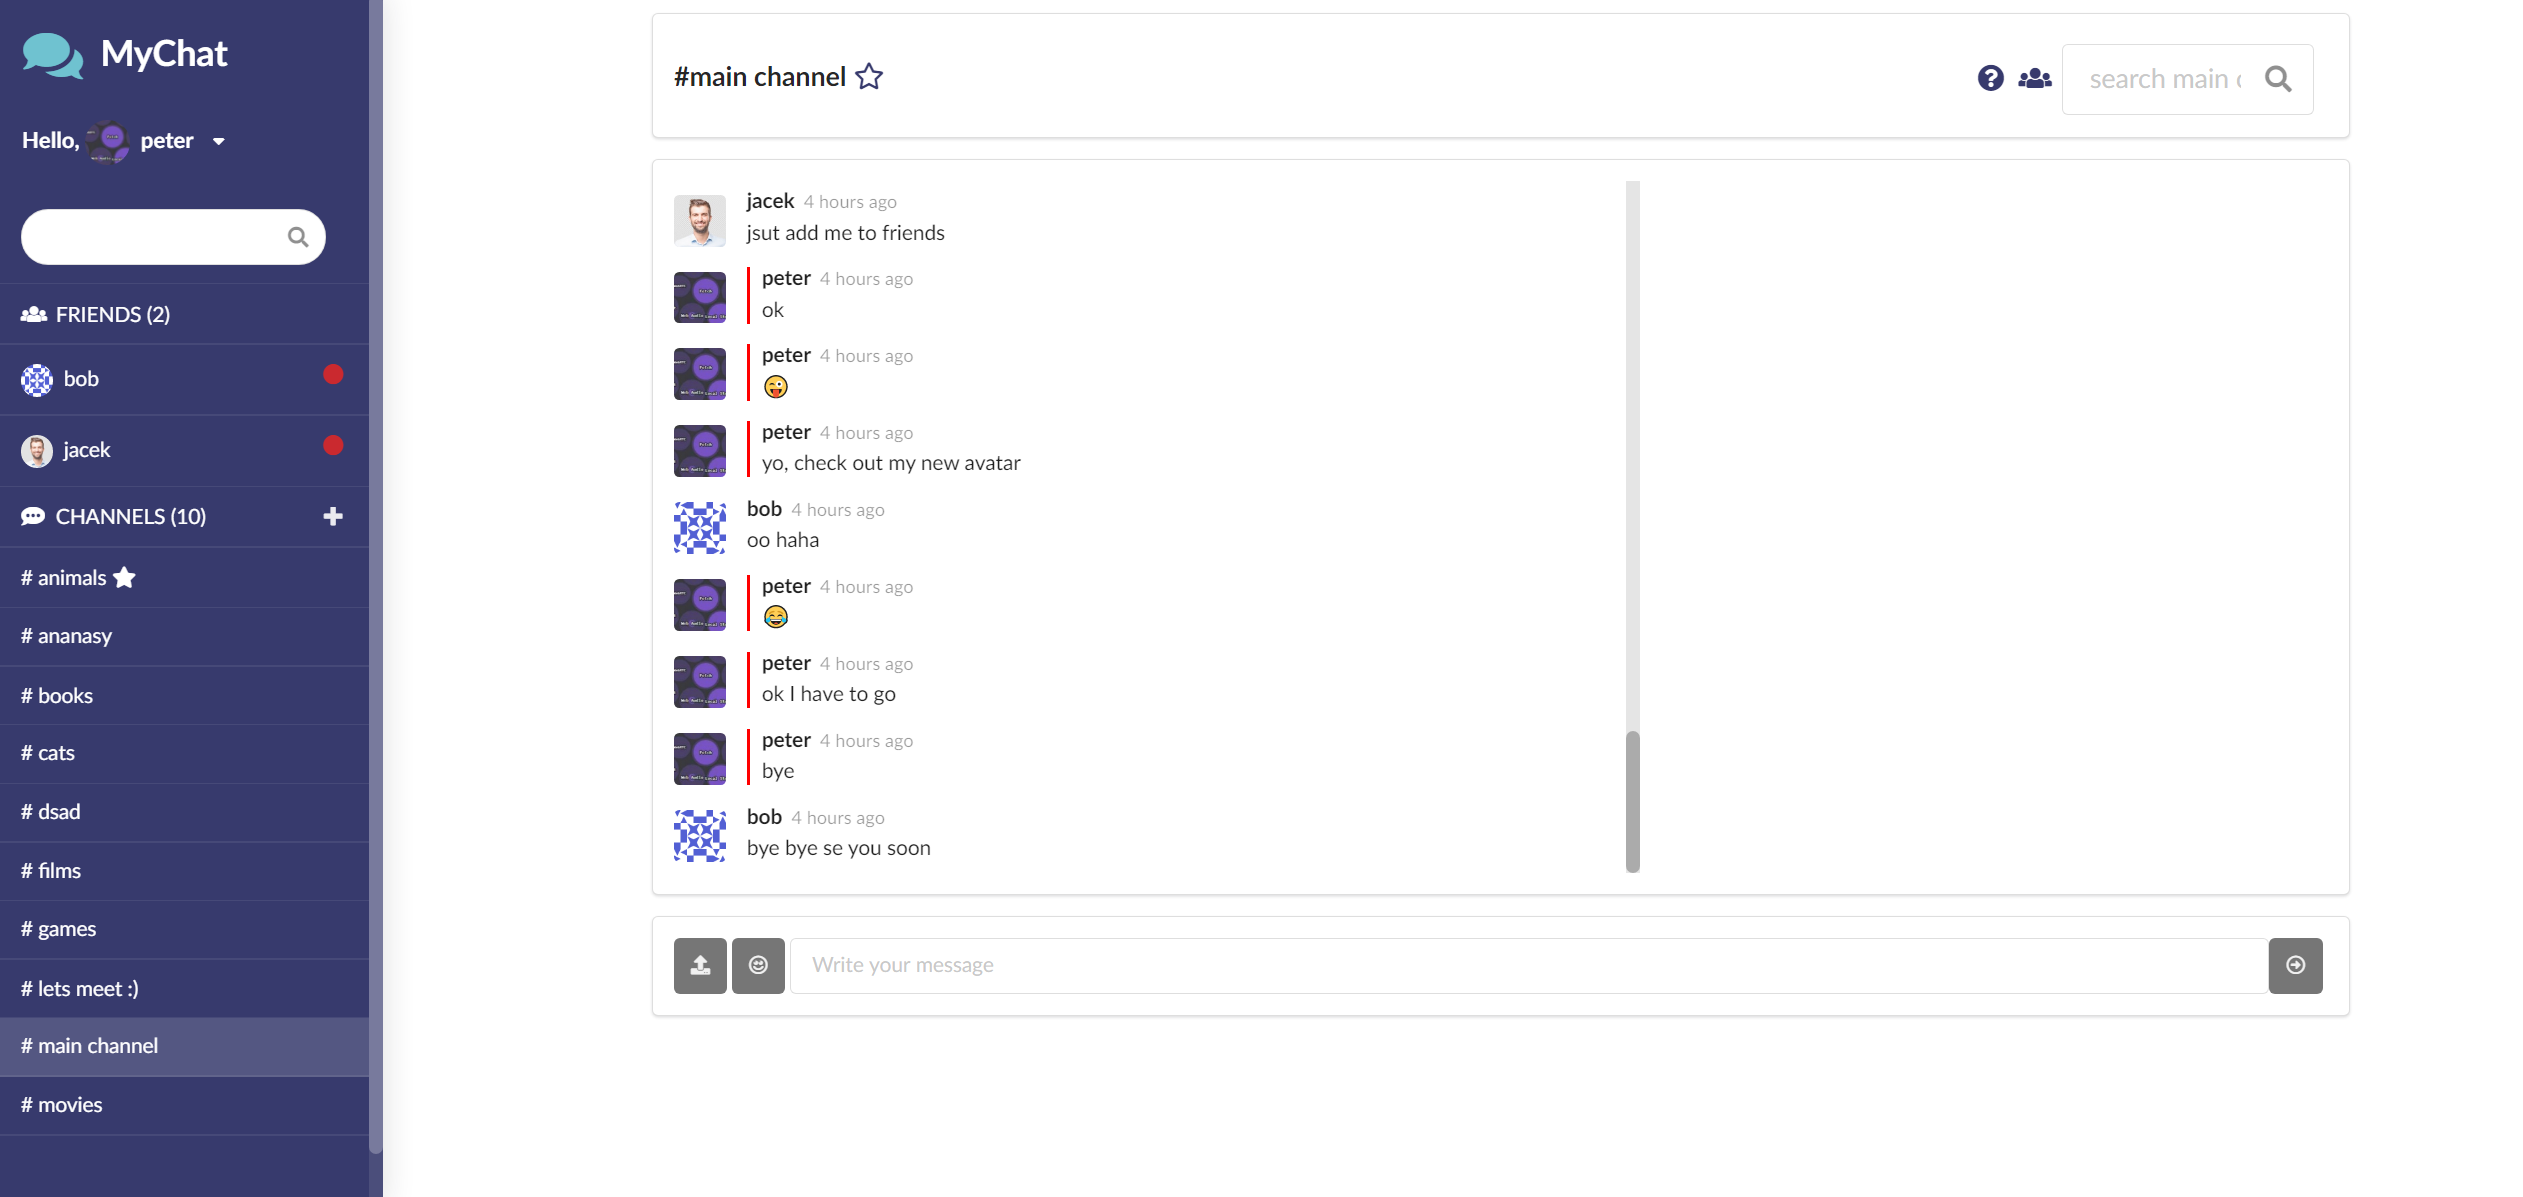 MyChat
Hello, peter
FRIENDS (2)
bob
jacek
CHANNELS (10)
# animals
# ananasy
# books
# cats
# dsad
# films
# games
# lets meet :)
# main channel
# movies
#main channel
search main
jacek 4 hours ago
jsut add me to friends
peter 4 hours ago
ok
peter 4 hours ago
😜
peter 4 hours ago
yo, check out my new avatar
bob 4 hours ago
oo haha
peter 4 hours ago
😂
peter 4 hours ago
ok I have to go
peter 4 hours ago
bye
bob 4 hours ago
bye bye se you soon
Write your message